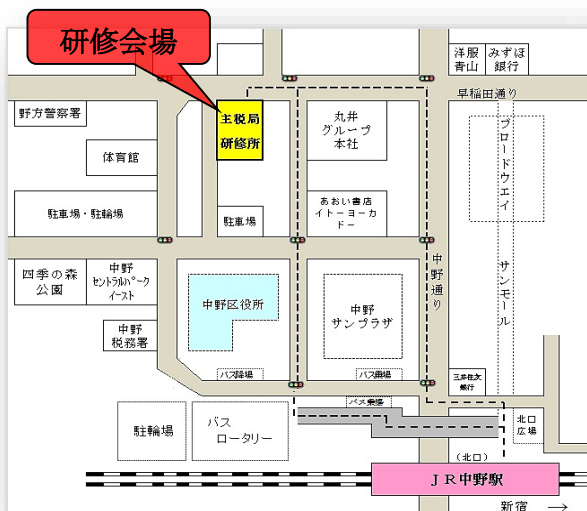 研修会場
洋服
青山
みずほ
銀行
早稲田通り
野方警察署
主税局
研修所
丸井
グループ
本社
ブロードウエイ
体育館
駐車場・駐輪場
駐車場
あおい書店
イトーヨーカ
ドー
四季の森
公園
中野
セントラルパーク
イースト
中野区役所
中野
サンプラザ
中野通り
サンモール
中野
税務署
バス降場
バス乗場
三井住友
銀行
バス乗場
駐輪場
バス
ロータリー
北口
広場
(北口)
JR中野駅
新宿 →